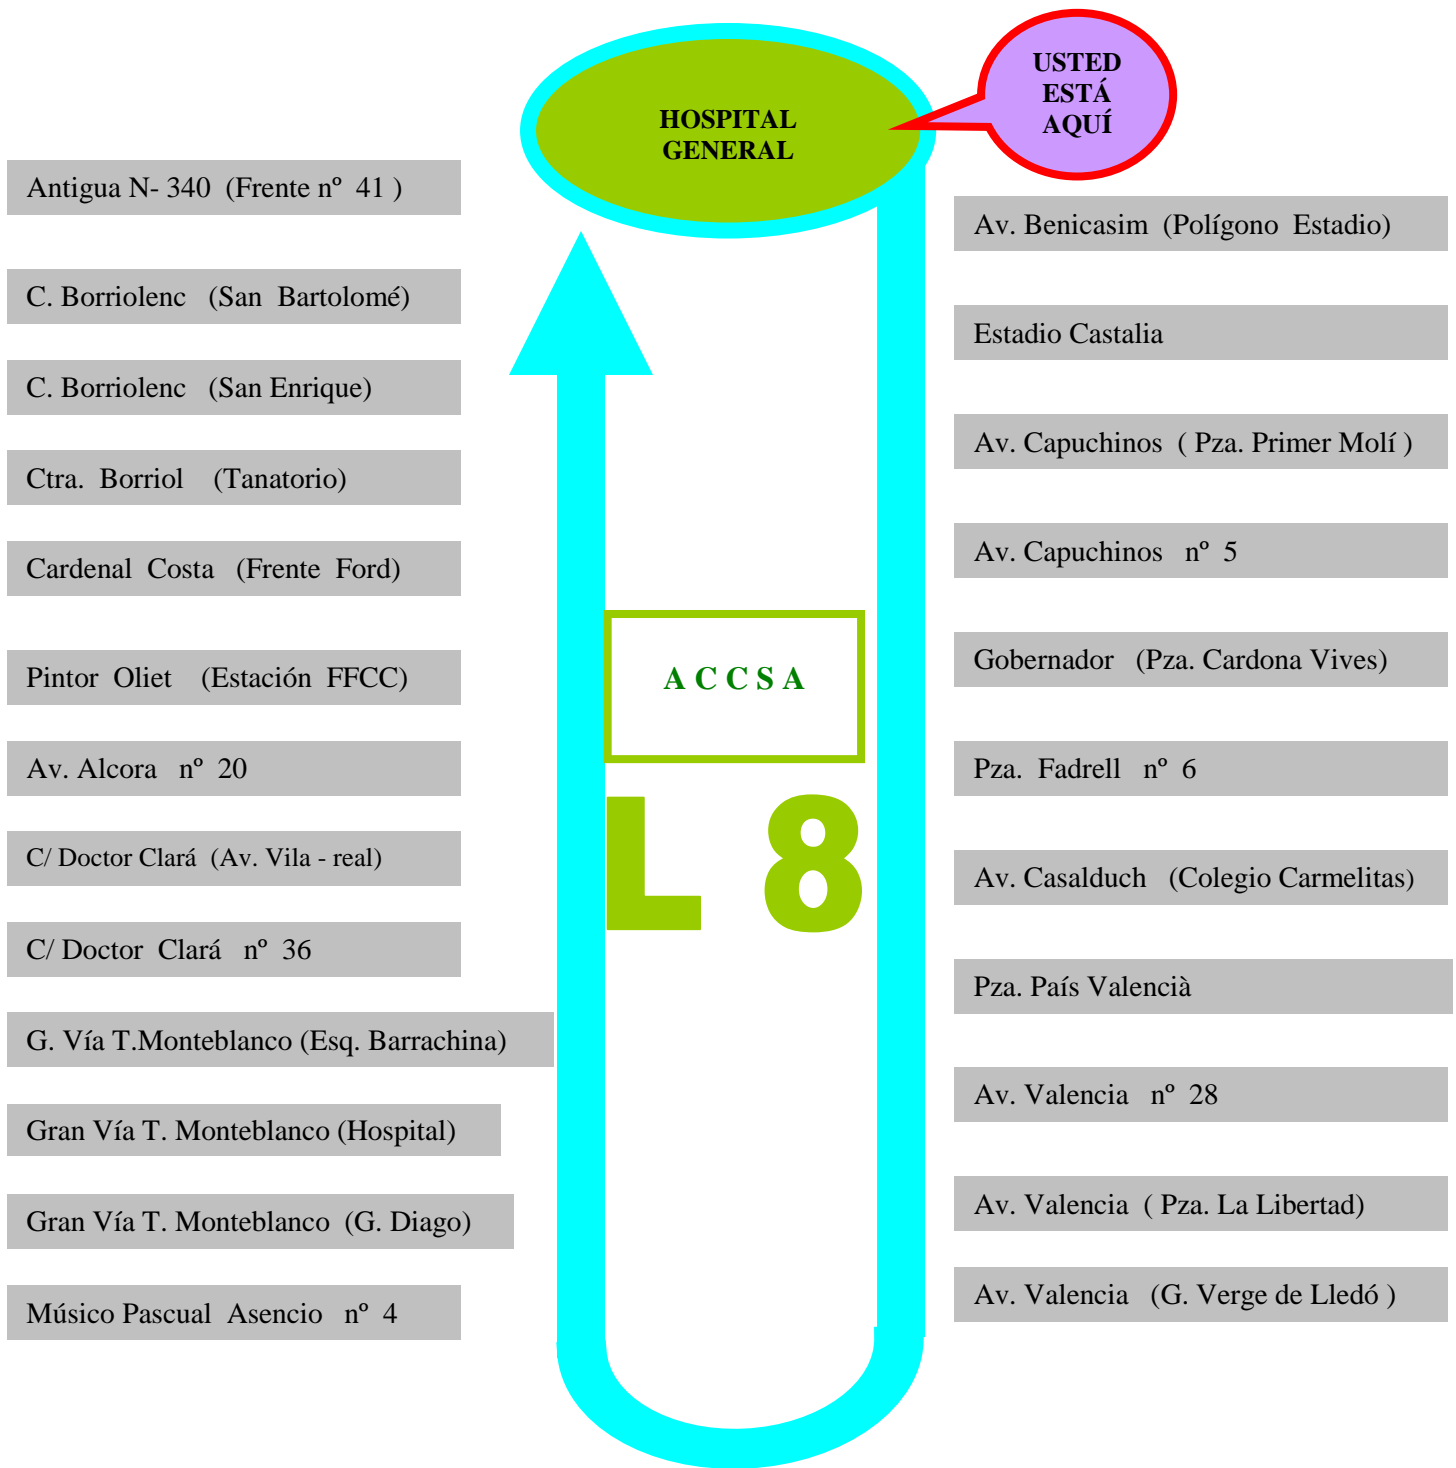 USTED
ESTÁ
AQUÍ
HOSPITAL
GENERAL
Antigua N- 340 (Frente nº 41 )
C. Borriolenc (San Bartolomé)
C. Borriolenc (San Enrique)
Ctra. Borriol (Tanatorio)
Cardenal Costa (Frente Ford)
Pintor Oliet (Estación FFCC)
Av. Alcora nº 20
C/ Doctor Clará (Av. Vila - real)
C/ Doctor Clará nº 36
G. Vía T.Monteblanco (Esq. Barrachina)
Gran Vía T. Monteblanco (Hospital)
Gran Vía T. Monteblanco (G. Diago)
Músico Pascual Asencio nº 4
A C C S A
L 8
Av. Benicasim (Polígono Estadio)
Estadio Castalia
Av. Capuchinos ( Pza. Primer Molí )
Av. Capuchinos nº 5
Gobernador (Pza. Cardona Vives)
Pza. Fadrell nº 6
Av. Casalduch (Colegio Carmelitas)
Pza. País Valencià
Av. Valencia nº 28
Av. Valencia ( Pza. La Libertad)
Av. Valencia (G. Verge de Lledó )